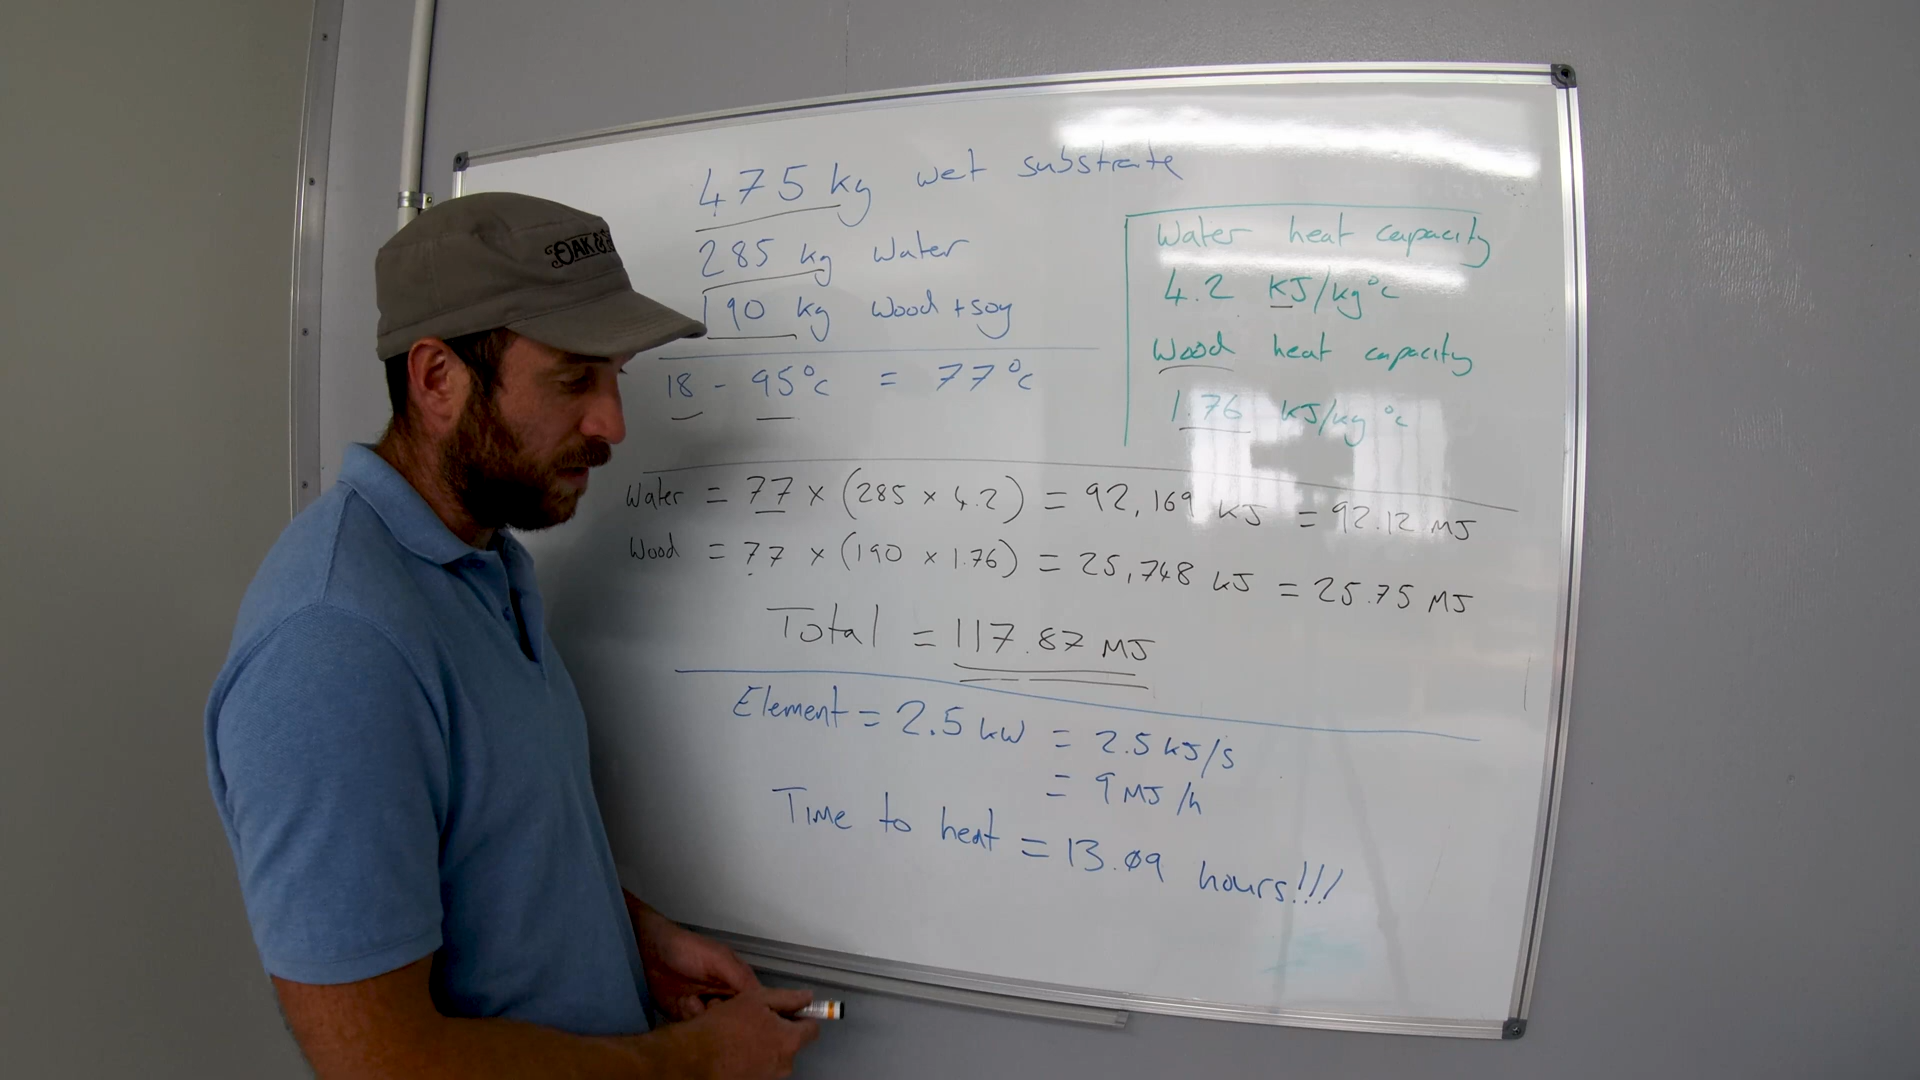 OAK &
475 kg wet substrate
285 kg water
190 kg wood + soy
18 - 95°c = 77°c
Water heat capacity
4.2 KJ/kg°c
Wood heat capacity
1.76 kJ/kg°c
Water = 77 × (285 × 4.2) = 92,169 kJ = 92.12 MJ
Wood = 77 × (190 × 1.76) = 25,748 kJ = 25.75 MJ
Total = 117.87 MJ
Element = 2.5 kW = 2.5 kJ/s
= 9 MJ/h
Time to heat = 13.09 hours!!!